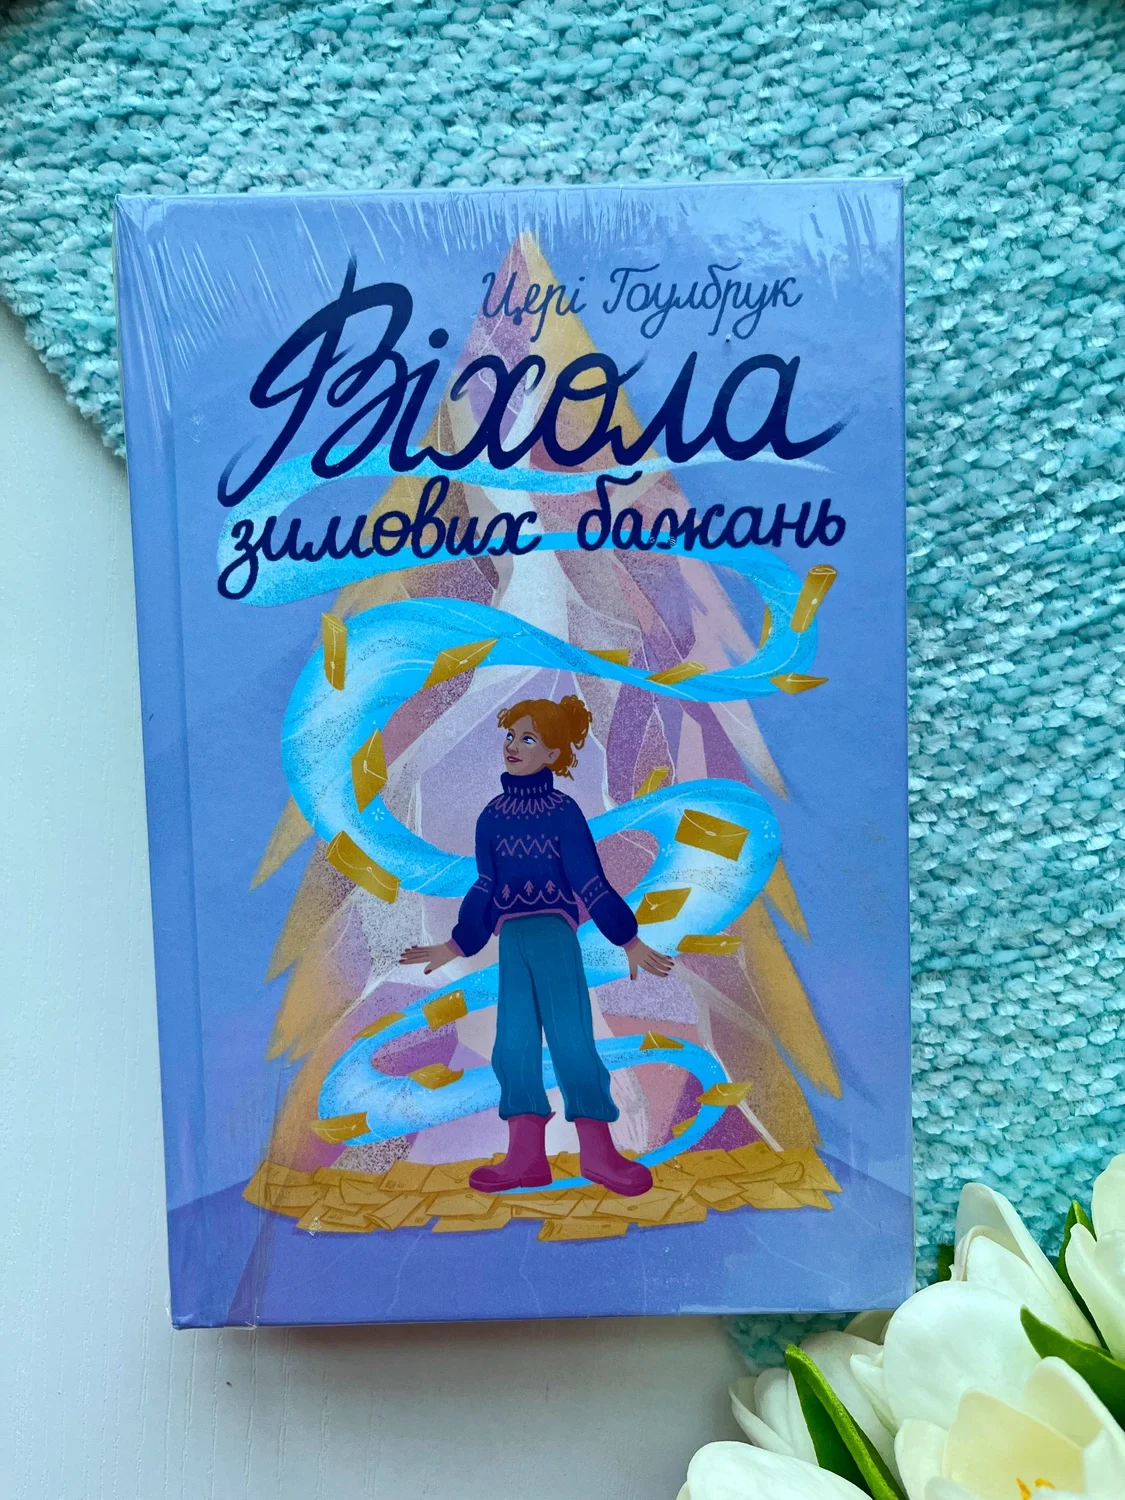 Цері Гоулбрук
Віхола
зимових бажань